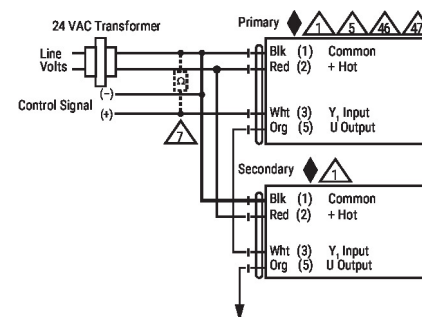 24 VAC Transformer
Primary 1 5 46 47
Line
Volts
Blk (1) Common
Red (2) + Hot
Ω
(–)
Control Signal
(+)
Wht (3) Y1 Input
Org (5) U Output
7
Secondary 1
Blk (1) Common
Red (2) + Hot
Wht (3) Y1 Input
Org (5) U Output